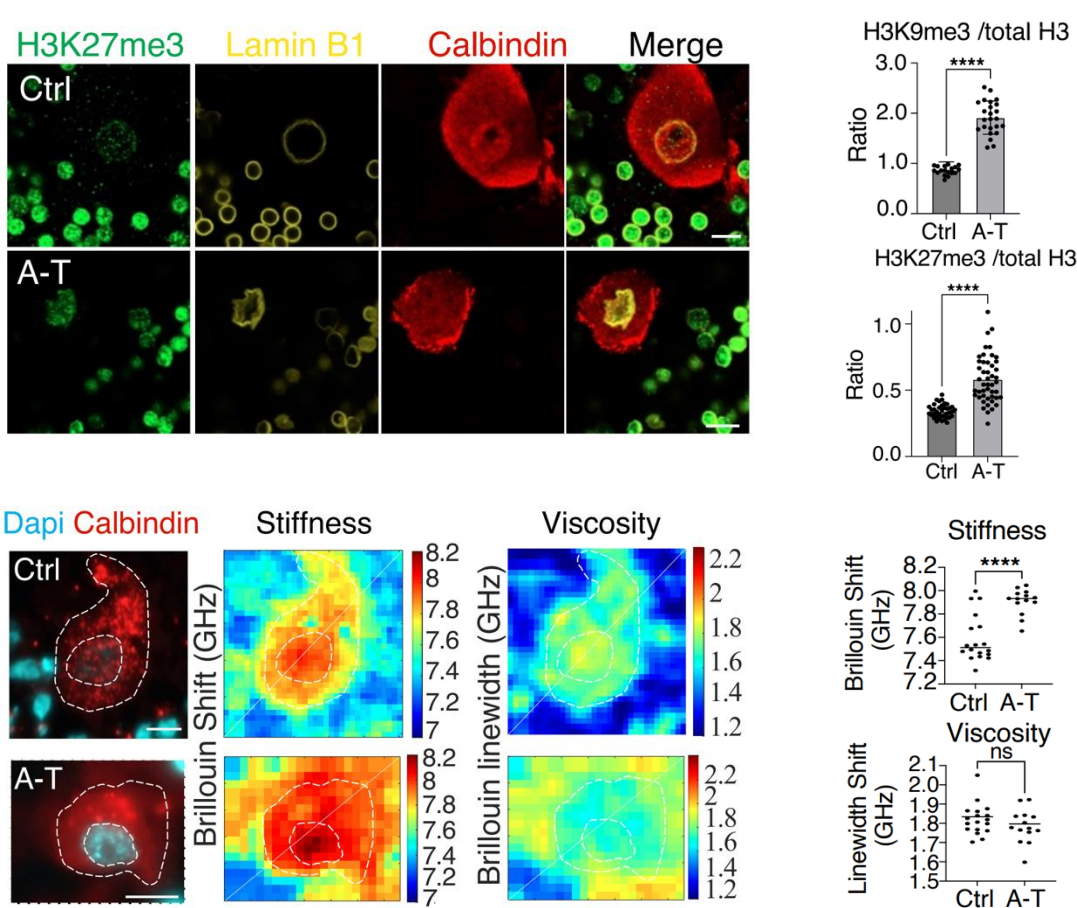 H3K27me3 Lamin B1 Calbindin Merge
Ctrl
A-T
H3K9me3 /total H3
****
3.0
2.0
1.0
0.0
Ratio
Ctrl A-T
H3K27me3 /total H3
****
1.0
0.5
0.0
Ratio
Ctrl A-T
Dapi Calbindin Stiffness Viscosity
Ctrl
A-T
Brillouin Shift (GHz)
8.2
8
7.8
7.6
7.4
7.2
7
8.2
8
7.8
7.6
7.4
7.2
7
Brillouin linewidth (GHz)
2.2
2
1.8
1.6
1.4
1.2
2.2
2
1.8
1.6
1.4
1.2
Stiffness
****
8.2
8.0
7.6
7.4
7.2
Brillouin Shift
(GHz)
Ctrl A-T
Viscosity
ns
2.1
2.0
1.9
1.8
1.7
1.6
1.5
Linewidth Shift
(GHz)
Ctrl A-T